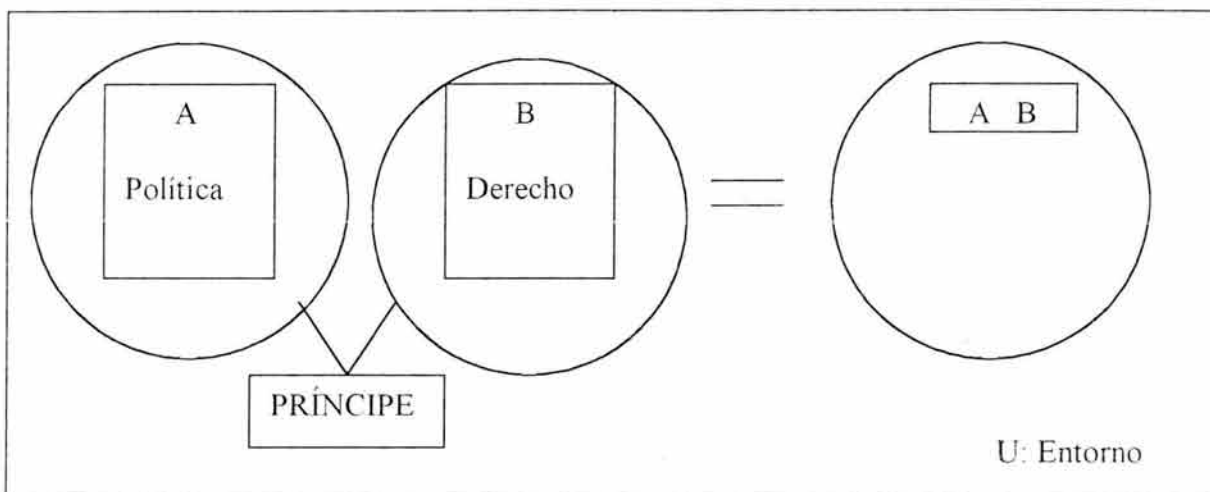 A
Política
B
Derecho
A B
PRÍNCIPE
U: Entorno